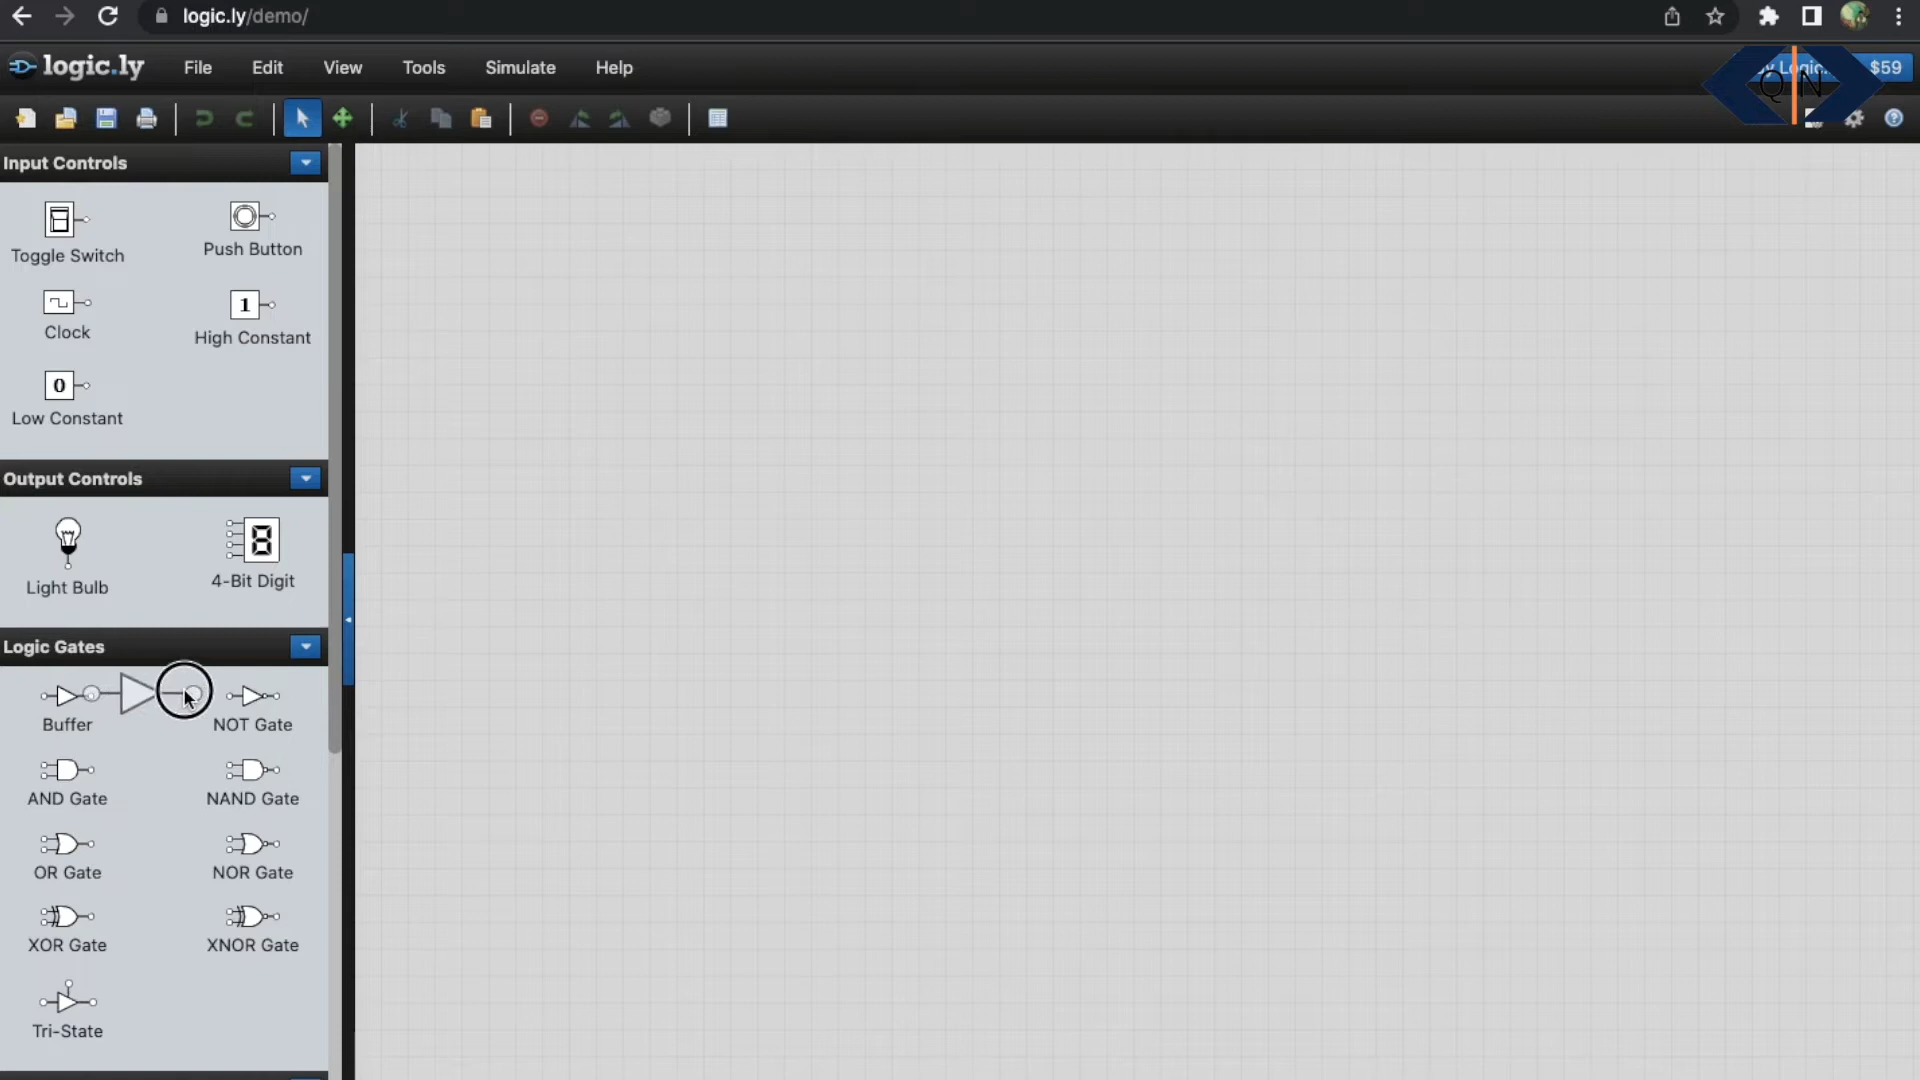 logic.ly/demo/
logic.ly File Edit View Tools Simulate Help
y Logic. $59
Q N
Input Controls
Toggle Switch Push Button
1
Clock High Constant
0
Low Constant
Output Controls
8
Light Bulb 4-Bit Digit
Logic Gates
Buffer NOT Gate
AND Gate NAND Gate
OR Gate NOR Gate
XOR Gate XNOR Gate
Tri-State